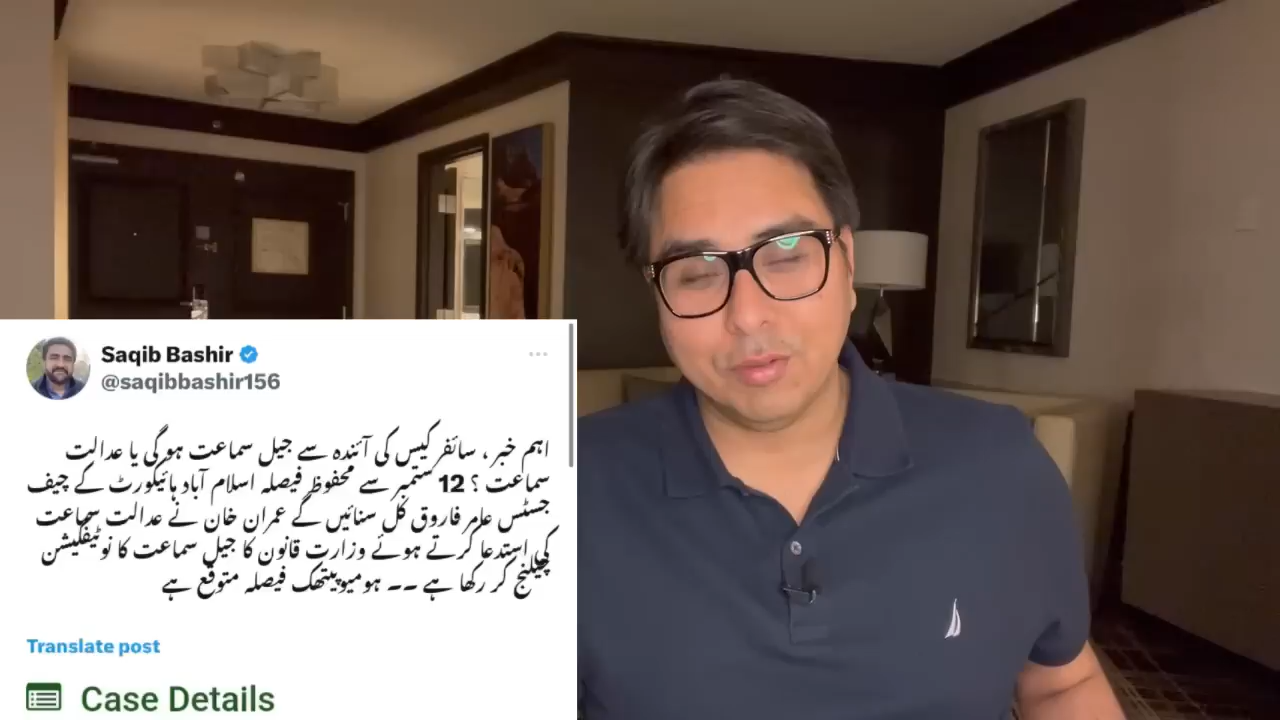 Saqib Bashir
@saqibbashir156
اہم خبر، سائفر کیس کی آئندہ سے جیل سماعت ہو گی یا عدالت
سماعت ؟ 12 ستمبر سے محفوظ فیصلہ اسلام آباد ہائیکورٹ کے چیف
جسٹس عامر فاروق کل سنائیں گے عمران خان نے عدالت سماعت
کی استدعا کرتے ہوئے وزارت قانون کا جیل سماعت کا نوٹیفکیشن
چیلنج کر رکھا ہے ۔۔ ہومیوپیتھک فیصلہ متوقع ہے
Translate post
Case Details